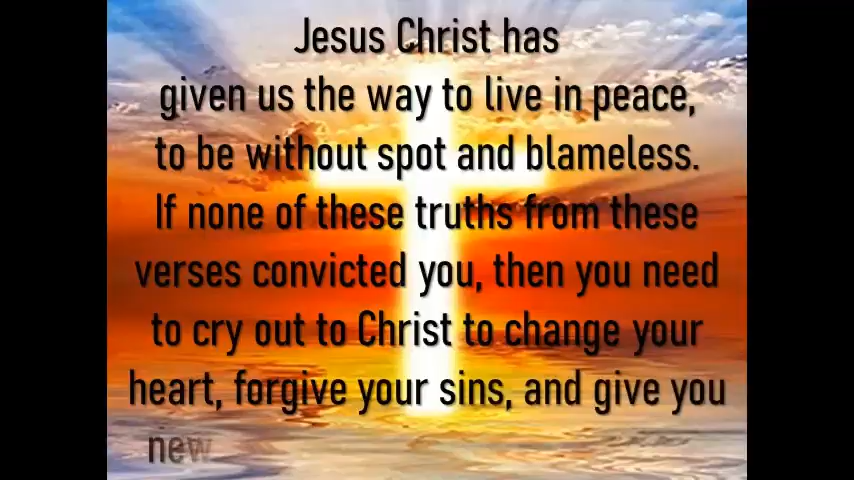 Jesus Christ has
given us the way to live in peace,
to be without spot and blameless.
If none of these truths from these
verses convicted you, then you need
to cry out to Christ to change your
heart, forgive your sins, and give you
new